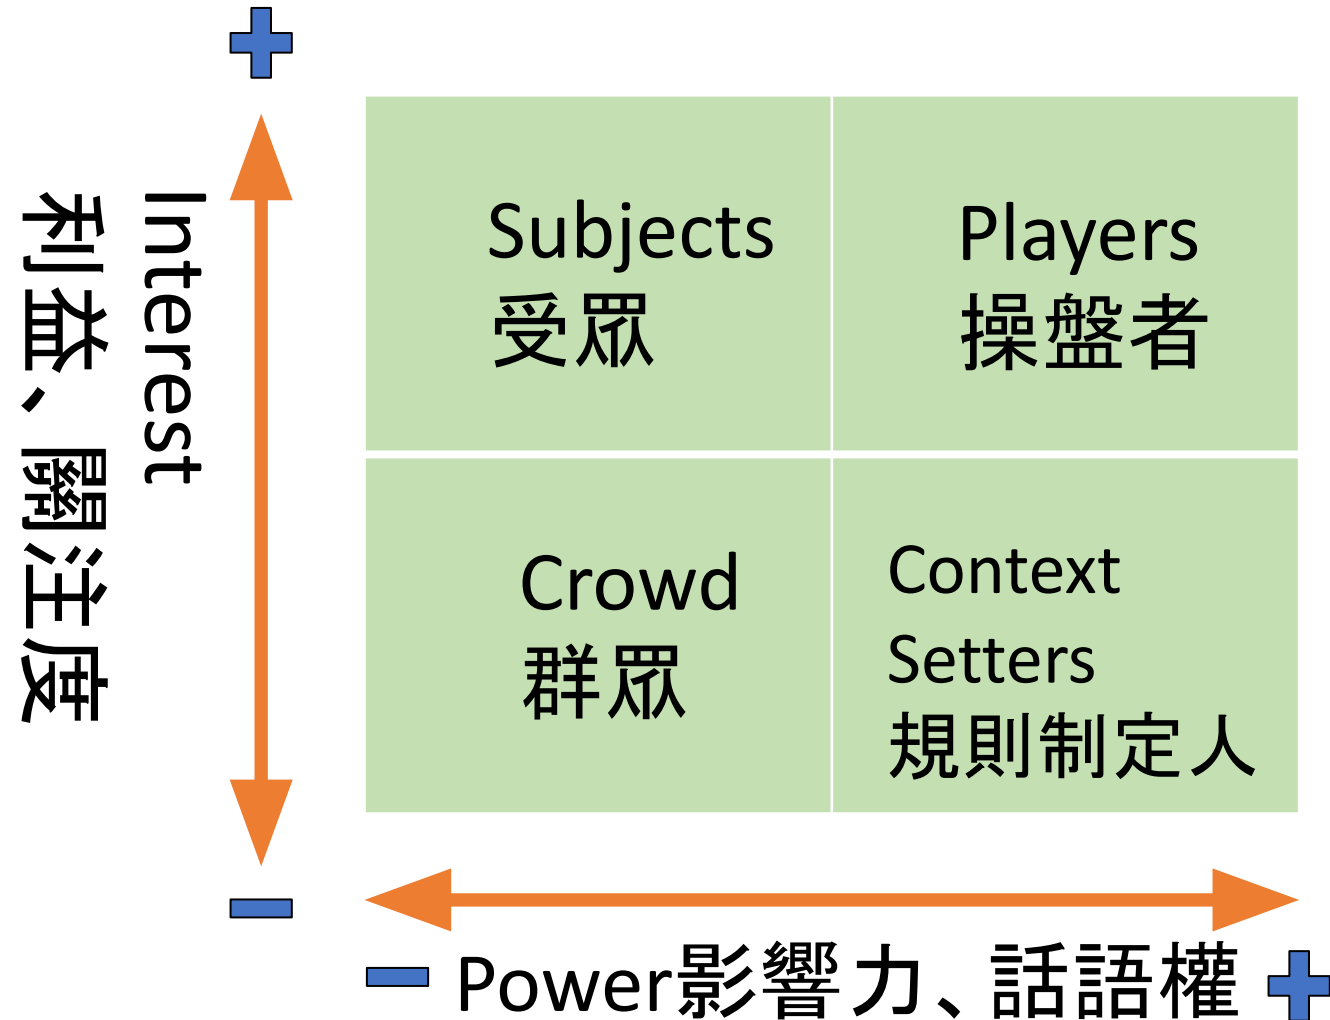 Interest
利益、關注度
Subjects
受眾
Players
操盤者
Crowd
群眾
Context
Setters
規則制定人
Power影響力、話語權